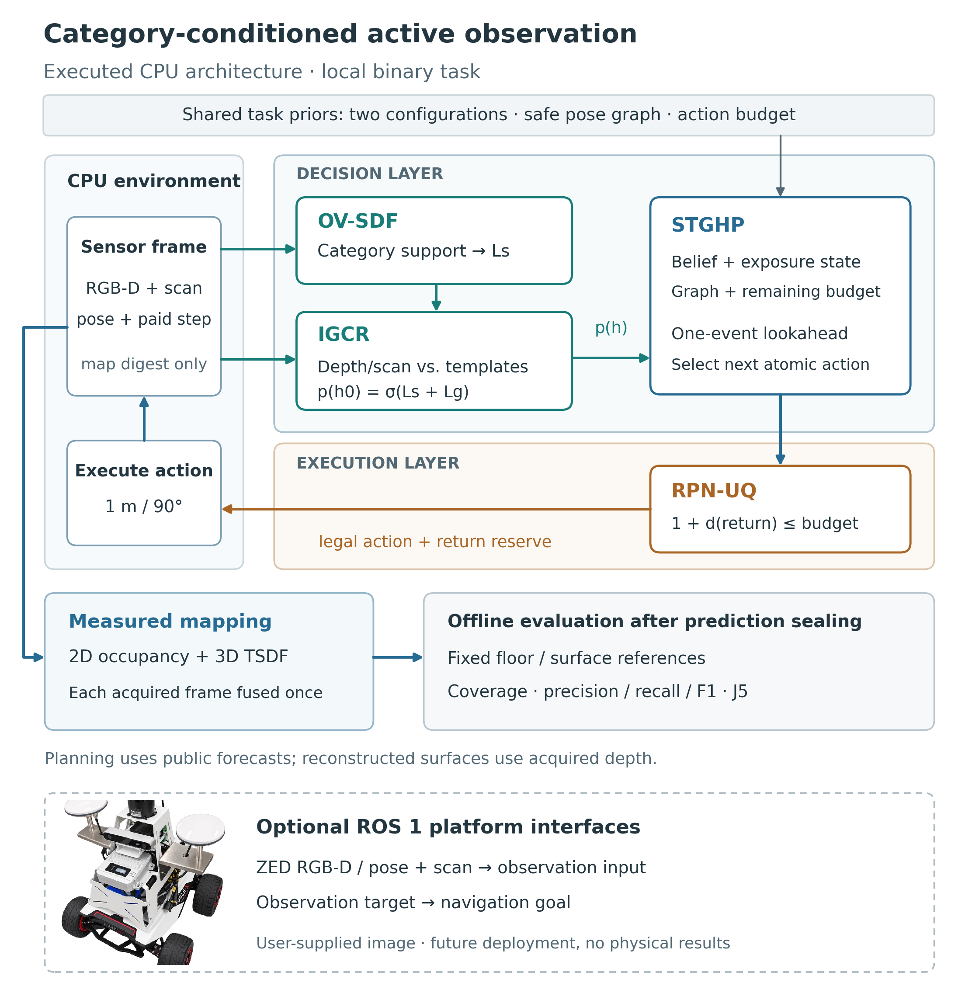 Category-conditioned active observation
Executed CPU architecture · local binary task
Shared task priors: two configurations · safe pose graph · action budget
CPU environment
Sensor frame
RGB-D + scan
pose + paid step
map digest only
Execute action
1 m / 90°
DECISION LAYER
OV-SDF
Category support → Ls
IGCR
Depth/scan vs. templates
p(h0) = σ(Ls + Lg)
p(h)
STGHP
Belief + exposure state
Graph + remaining budget
One-event lookahead
Select next atomic action
EXECUTION LAYER
legal action + return reserve
RPN-UQ
1 + d(return) ≤ budget
Measured mapping
2D occupancy + 3D TSDF
Each acquired frame fused once
Offline evaluation after prediction sealing
Fixed floor / surface references
Coverage · precision / recall / F1 · J5
Planning uses public forecasts; reconstructed surfaces use acquired depth.
Optional ROS 1 platform interfaces
ZED RGB-D / pose + scan → observation input
Observation target → navigation goal
User-supplied image · future deployment, no physical results